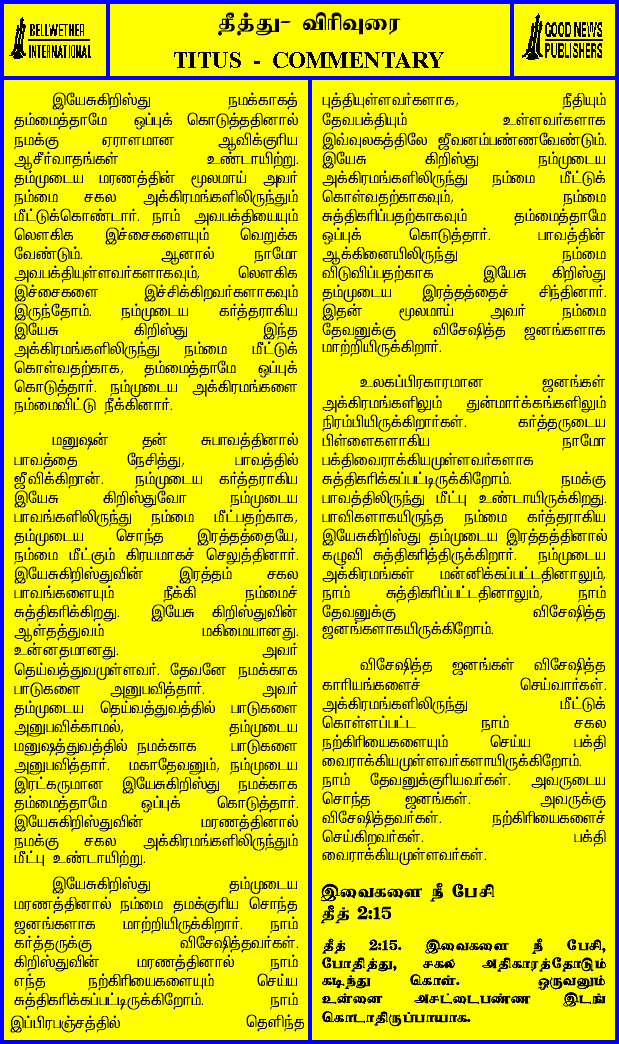 BELLWETHER
INTERNATIONAL
தீத்து- விரிவுரை
TITUS - COMMENTARY
GOOD NEWS
PUBLISHERS
இயேசுகிறிஸ்து நமக்காகத்
தம்மைத்தாமே ஒப்புக் கொடுத்ததினால்
நமக்கு ஏராளமான ஆவிக்குரிய
ஆசீர்வாதங்கள் உண்டாயிற்று.
தம்முடைய மரணத்தின் மூலமாய் அவர்
நம்மை சகல அக்கிரமங்களிலிருந்தும்
மீட்டுக்கொண்டார். நாம் அவபக்தியையும்
லௌகிக இச்சைகளையும் வெறுக்க
வேண்டும். ஆனால் நாமோ
அவபக்தியுள்ளவர்களாகவும், லௌகிக
இச்சைகளை இச்சிக்கிறவர்களாகவும்
இருந்தோம். நம்முடைய கர்த்தராகிய
இயேசு கிறிஸ்து இந்த
அக்கிரமங்களிலிருந்து நம்மை மீட்டுக்
கொள்வதற்காக, தம்மைத்தாமே ஒப்புக்
கொடுத்தார். நம்முடைய அக்கிரமங்களை
நம்மைவிட்டு நீக்கினார்.
மனுஷன் தன் சுபாவத்தினால்
பாவத்தை நேசித்து, பாவத்தில்
ஜீவிக்கிறான். நம்முடைய கர்த்தராகிய
இயேசு கிறிஸ்துவோ நம்முடைய
பாவங்களிலிருந்து நம்மை மீட்பதற்காக,
தம்முடைய சொந்த இரத்தத்தையே,
நம்மை மீட்கும் கிரயமாகச் செலுத்தினார்.
இயேசுகிறிஸ்துவின் இரத்தம் சகல
பாவங்களையும் நீக்கி நம்மைச்
சுத்திகரிக்கிறது. இயேசு கிறிஸ்துவின்
ஆள்தத்துவம் மகிமையானது.
உன்னதமானது. அவர்
தெய்வத்துவமுள்ளவர். தேவனே நமக்காக
பாடுகளை அனுபவித்தார். அவர்
தம்முடைய தெய்வத்துவத்தில் பாடுகளை
அனுபவிக்காமல், தம்முடைய
மனுஷத்துவத்தில் நமக்காக பாடுகளை
அனுபவித்தார். மகாதேவனும், நம்முடைய
இரட்சகருமான இயேசுகிறிஸ்து நமக்காக
தம்மைத்தாமே ஒப்புக் கொடுத்தார்.
இயேசுகிறிஸ்துவின் மரணத்தினால்
நமக்கு சகல அக்கிரமங்களிலிருந்தும்
மீட்பு உண்டாயிற்று.
இயேசுகிறிஸ்து தம்முடைய
மரணத்தினால் நம்மை தமக்குரிய சொந்த
ஜனங்களாக மாற்றியிருக்கிறார். நாம்
கர்த்தருக்கு விசேஷித்தவர்கள்.
கிறிஸ்துவின் மரணத்தினால் நாம்
எந்த நற்கிரியைகளையும் செய்ய
சுத்திகரிக்கப்பட்டிருக்கிறோம். நாம்
இப்பிரபஞ்சத்தில் தெளிந்த
புத்தியுள்ளவர்களாக, நீதியும்
தேவபக்தியும் உள்ளவர்களாக
இவ்வுலகத்திலே ஜீவனம்பண்ணவேண்டும்.
இயேசு கிறிஸ்து நம்முடைய
அக்கிரமங்களிலிருந்து நம்மை மீட்டுக்
கொள்வதற்காகவும், நம்மை
சுத்திகரிப்பதற்காகவும் தம்மைத்தாமே
ஒப்புக் கொடுத்தார். பாவத்தின்
ஆக்கினையிலிருந்து நம்மை
விடுவிப்பதற்காக இயேசு கிறிஸ்து
தம்முடைய இரத்தத்தைச் சிந்தினார்.
இதன் மூலமாய் அவர் நம்மை
தேவனுக்கு விசேஷித்த ஜனங்களாக
மாற்றியிருக்கிறார்.
உலகப்பிரகாரமான ஜனங்கள்
அக்கிரமங்களிலும் துன்மார்க்கங்களிலும்
நிரம்பியிருக்கிறார்கள். கர்த்தருடைய
பிள்ளைகளாகிய நாமோ
பக்திவைராக்கியமுள்ளவர்களாக
சுத்திகரிக்கப்பட்டிருக்கிறோம். நமக்கு
பாவத்திலிருந்து மீட்பு உண்டாயிருக்கிறது.
பாவிகளாகயிருந்த நம்மை கர்த்தராகிய
இயேசுகிறிஸ்து தம்முடைய இரத்தத்தினால்
கழுவி சுத்திகரித்திருக்கிறார். நம்முடைய
அக்கிரமங்கள் மன்னிக்கப்பட்டதினாலும்,
நாம் சுத்திகரிப்பட்டதினாலும், நாம்
தேவனுக்கு விசேஷித்த
ஜனங்களாகயிருக்கிறோம்.
விசேஷித்த ஜனங்கள் விசேஷித்த
காரியங்களைச் செய்வார்கள்.
அக்கிரமங்களிலிருந்து மீட்டுக்
கொள்ளப்பட்ட நாம் சகல
நற்கிரியைகளையும் செய்ய பக்தி
வைராக்கியமுள்ளவர்களாயிருக்கிறோம்.
நாம் தேவனுக்குரியவர்கள். அவருடைய
சொந்த ஜனங்கள். அவருக்கு
விசேஷித்தவர்கள். நற்கிரியைகளைச்
செய்கிறவர்கள். பக்தி
வைராக்கியமுள்ளவர்கள்.
இவைகளை நீ பேசி
தீத் 2:15
தீத் 2:15. இவைகளை நீ பேசி,
போதித்து, சகல அதிகாரத்தோடும்
கடிந்து கொள். ஒருவனும்
உன்னை அசட்டைபண்ண இடங்
கொடாதிருப்பாயாக.